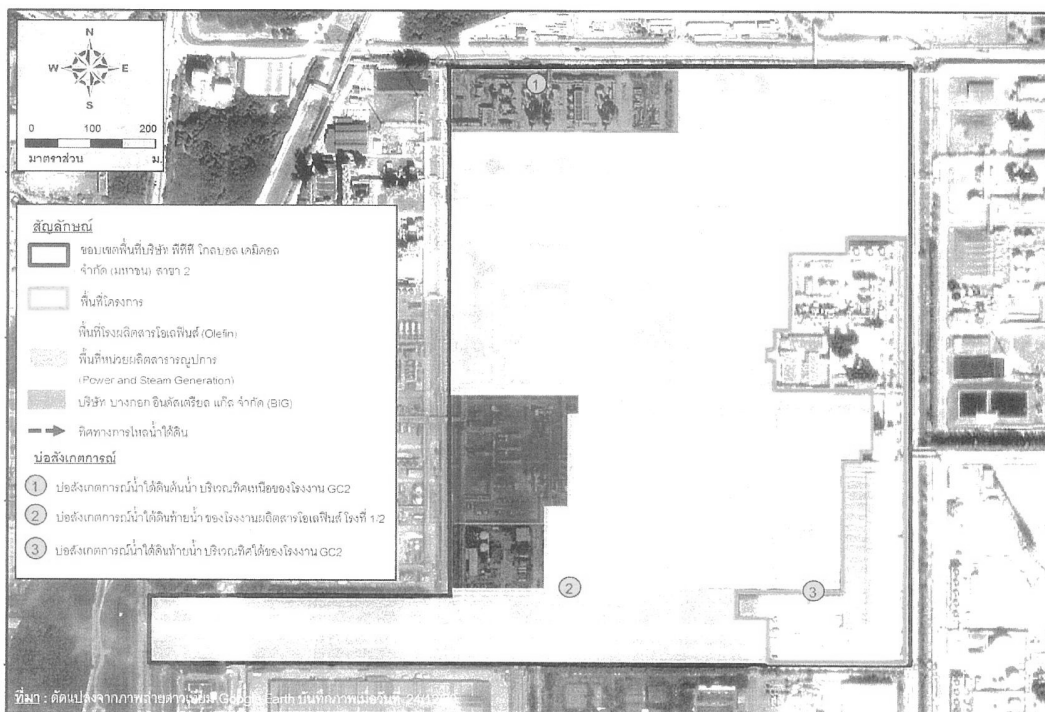 N
W E
S
0 100 200
มาตราส่วน ม.
สัญลักษณ์
ขอบเขตพื้นที่บริษัท พีทีที โกลบอล เคมิคอล
จำกัด (มหาชน) สาขา 2
พื้นที่โครงการ
พื้นที่โรงผลิตสารโอเลฟินส์ (Olefin)
พื้นที่หน่วยผลิตสาธารณูปการ
(Power and Steam Generation)
บริษัท บางกอก อินดัสเตรียล แก๊ส จำกัด (BIG)
ทิศทางการไหลน้ำใต้ดิน
บ่อสังเกตการณ์
1 บ่อสังเกตการณ์น้ำใต้ดินต้นน้ำ บริเวณทิศเหนือของโรงงาน GC2
2 บ่อสังเกตการณ์น้ำใต้ดินท้ายน้ำ ของโรงงานผลิตสารโอเลฟินส์ โรงที่ 1/2
3 บ่อสังเกตการณ์น้ำใต้ดินท้ายน้ำ บริเวณทิศใต้ของโรงงาน GC2
1
2
3
ที่มา : ดัดแปลงจากภาพถ่ายดาวเทียม Google Earth บันทึกภาพเมื่อวันที่